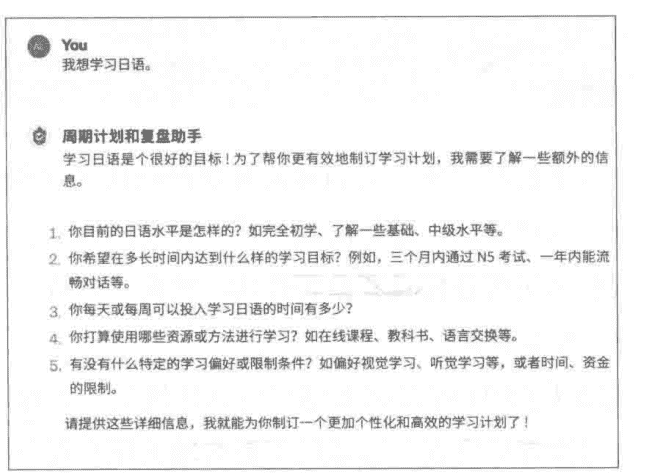 You
我想学习日语。
周期计划和复盘助手
学习日语是个很好的目标!为了帮你更有效地制订学习计划，我需要了解一些额外的信
息。
1. 你目前的日语水平是怎样的？如完全初学、了解一些基础、中级水平等。
2. 你希望在多长时间内达到什么样的学习目标？例如，三个月内通过 N5 考试、一年内能流
畅对话等。
3. 你每天或每周可以投入学习日语的时间有多少?
4. 你打算使用哪些资源或方法进行学习？如在线课程、教科书、语言交换等。
5. 有没有什么特定的学习偏好或限制条件？如偏好视觉学习、听觉学习等，或者时间、资金
的限制。
请提供这些详细信息，我就能为你制订一个更加个性化和高效的学习计划了！